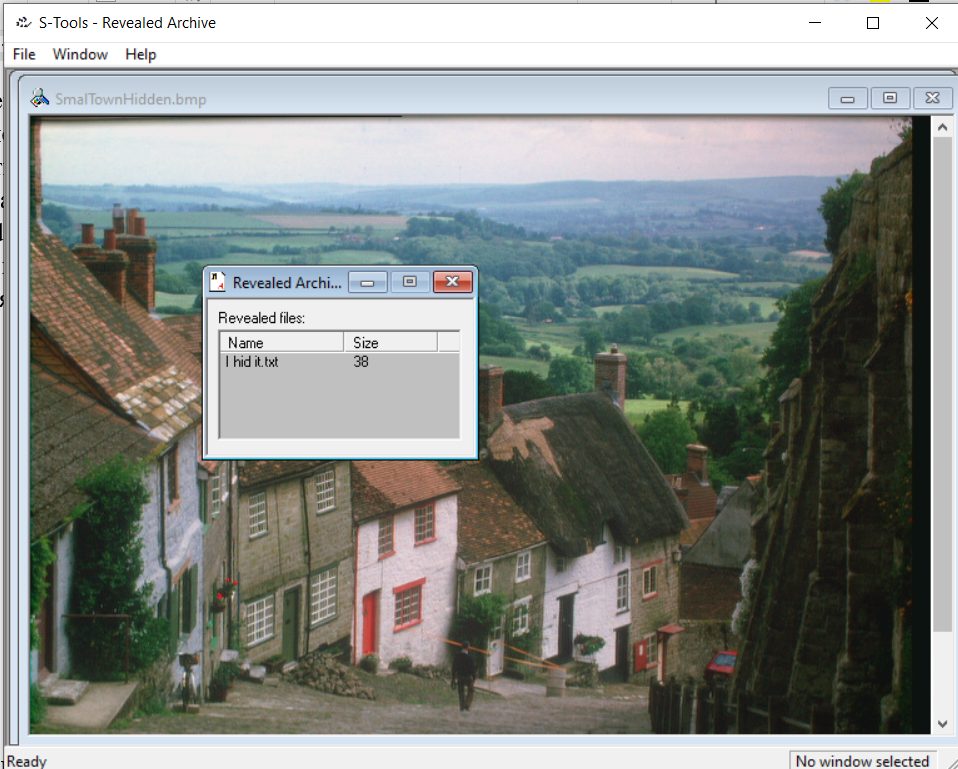 S-Tools - Revealed Archive
File Window Help
SmalTownHidden.bmp
Revealed Archi...
Revealed files:
Name Size
I hid it.txt 38
Ready
No window selected